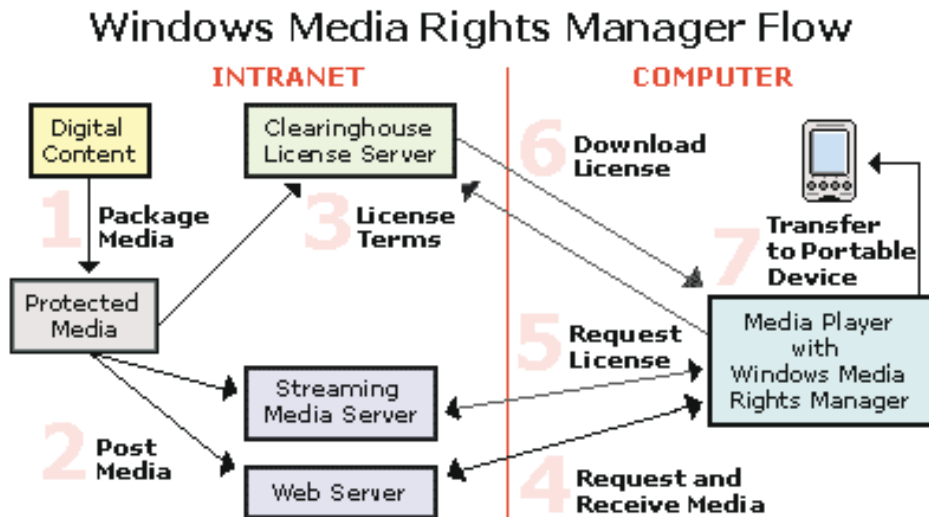 Windows Media Rights Manager Flow
INTRANET
COMPUTER
Digital
Content
Clearinghouse
License Server
6
Download
License
1
Package
Media
3
License
Terms
7
Transfer
to Portable
Device
Protected
Media
5
Request
License
Media Player
with
Windows Media
Rights Manager
Streaming
Media Server
2
Post
Media
Web Server
4
Request and
Receive Media